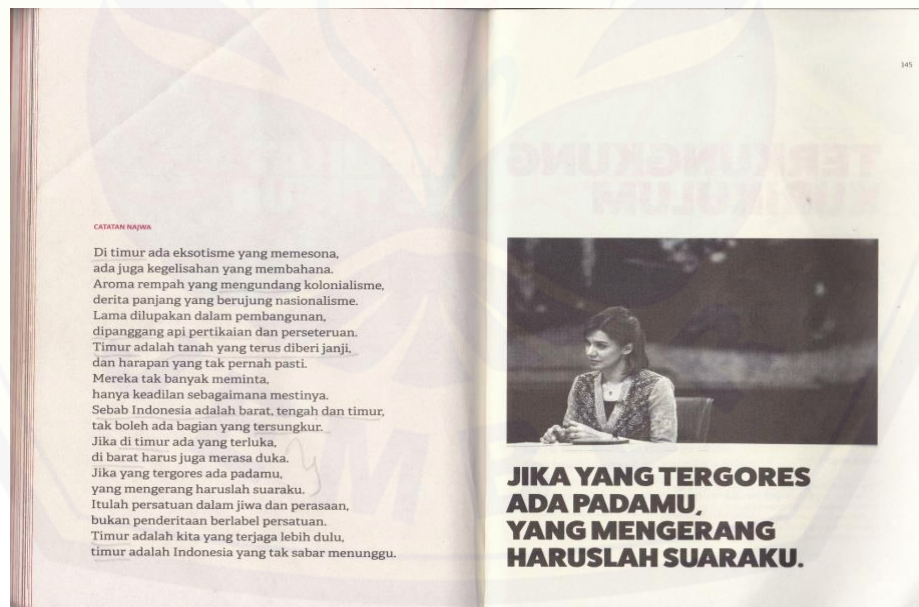 CATATAN NAJWA
Di timur ada eksotisme yang memesona,
ada juga kegelisahan yang membahana.
Aroma rempah yang mengundang kolonialisme,
derita panjang yang berujung nasionalisme.
Lama dilupakan dalam pembangunan,
dipanggang api pertikaian dan perseteruan.
Timur adalah tanah yang terus diberi janji,
dan harapan yang tak pernah pasti.
Mereka tak banyak meminta,
hanya keadilan sebagaimana mestinya.
Sebab Indonesia adalah barat, tengah dan timur,
tak boleh ada bagian yang tersungkur.
Jika di timur ada yang terluka,
di barat harus juga merasa duka.
Jika yang tergores ada padamu,
yang mengerang haruslah suaraku.
Itulah persatuan dalam jiwa dan perasaan,
bukan penderitaan berlabel persatuan.
Timur adalah kita yang terjaga lebih dulu,
timur adalah Indonesia yang tak sabar menunggu.
345
TERKUNGKUNG
KURIKULUM
JIKA YANG TERGORES
ADA PADAMU,
YANG MENGERANG
HARUSLAH SUARAKU.